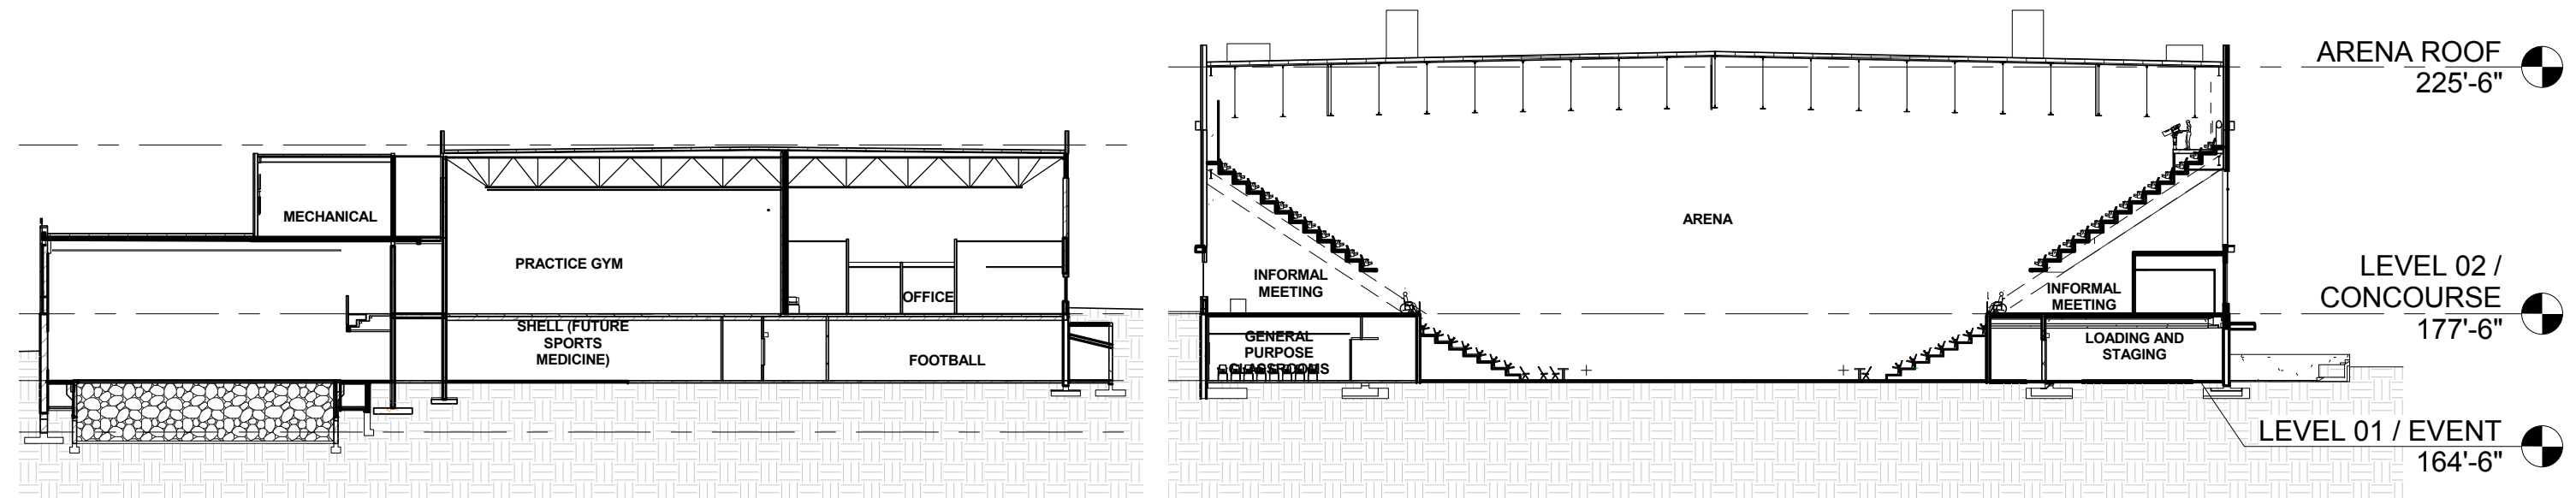 MECHANICAL
PRACTICE GYM
OFFICE
SHELL (FUTURE
SPORTS
MEDICINE)
FOOTBALL
ARENA
INFORMAL
MEETING
INFORMAL
MEETING
GENERAL
PURPOSE
CLASSROOMS
LOADING AND
STAGING
ARENA ROOF
225'-6"
LEVEL 02 /
CONCOURSE
177'-6"
LEVEL 01 / EVENT
164'-6"